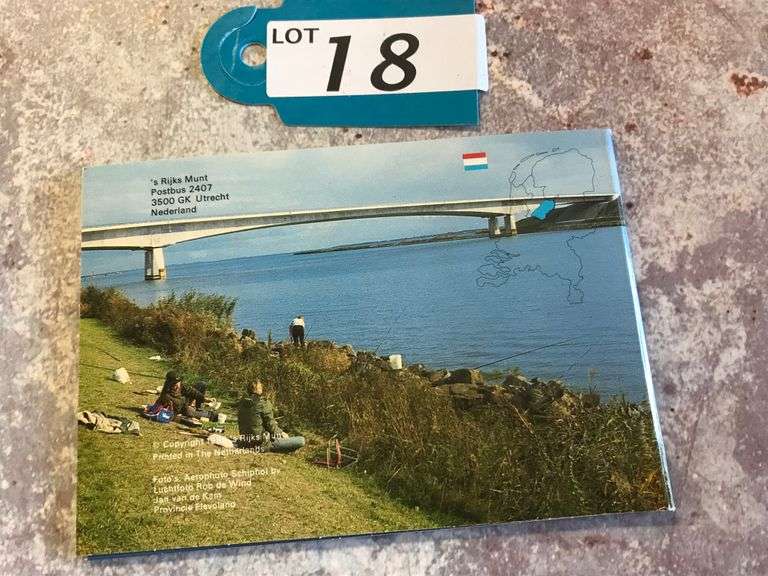 LOT 18
's Rijks Munt
Postbus 2407
3500 GK Utrecht
Nederland
© Copyright Rijks Munt
Printed in The Netherlands
Foto's: Aerophoto Schiphol bv
Luchtfoto Rob de Wind
Jan van de Kam
Provincie Flevoland